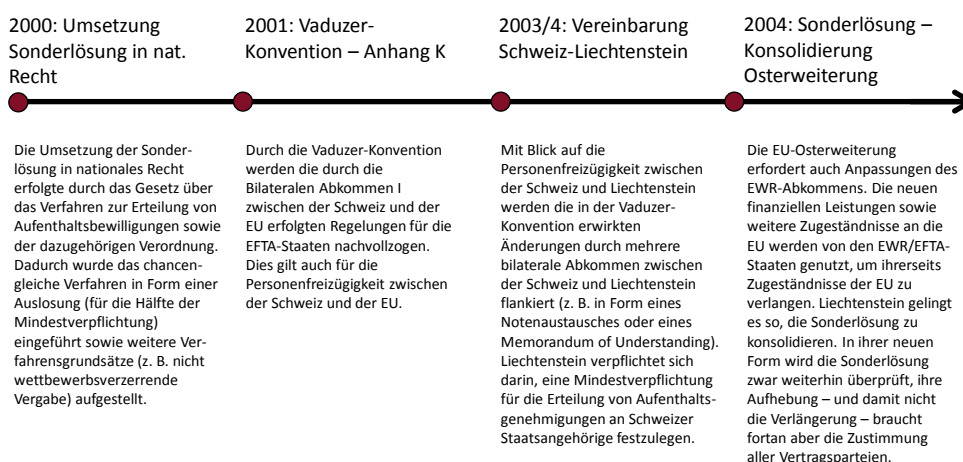 2000: Umsetzung
Sonderlösung in nat.
Recht
2001: Vaduzer-
Konvention – Anhang K
2003/4: Vereinbarung
Schweiz-Liechtenstein
2004: Sonderlösung –
Konsolidierung
Osterweiterung
Die Umsetzung der Sonder-
lösung in nationales Recht
erfolgte durch das Gesetz über
das Verfahren zur Erteilung von
Aufenthaltsbewilligungen sowie
der dazugehörigen Verordnung.
Dadurch wurde das chancen-
gleiche Verfahren in Form einer
Auslosung (für die Hälfte der
Mindestverpflichtung)
eingeführt sowie weitere Ver-
fahrensgrundsätze (z. B. nicht
wettbewerbsverzerrende
Vergabe) aufgestellt.
Durch die Vaduzer-Konvention
werden die durch die
Bilateralen Abkommen I
zwischen der Schweiz und der
EU erfolgten Regelungen für die
EFTA-Staaten nachvollzogen.
Dies gilt auch für die
Personenfreizügigkeit zwischen
der Schweiz und der EU.
Mit Blick auf die
Personenfreizügigkeit zwischen
der Schweiz und Liechtenstein
werden die in der Vaduzer-
Konvention erwirkten
Änderungen durch mehrere
bilaterale Abkommen zwischen
der Schweiz und Liechtenstein
flankiert (z. B. in Form eines
Notenaustausches oder eines
Memorandum of Understanding).
Liechtenstein verpflichtet sich
darin, eine Mindestverpflichtung
für die Erteilung von Aufenthalts-
genehmigungen an Schweizer
Staatsangehörige festzulegen.
Die EU-Osterweiterung
erfordert auch Anpassungen des
EWR-Abkommens. Die neuen
finanziellen Leistungen sowie
weitere Zugeständnisse an die
EU werden von den EWR/EFTA-
Staaten genutzt, um ihrerseits
Zugeständnisse der EU zu
verlangen. Liechtenstein gelingt
es so, die Sonderlösung zu
konsolidieren. In ihrer neuen
Form wird die Sonderlösung
zwar weiterhin überprüft, ihre
Aufhebung – und damit nicht
die Verlängerung – braucht
fortan aber die Zustimmung
aller Vertragsparteien.